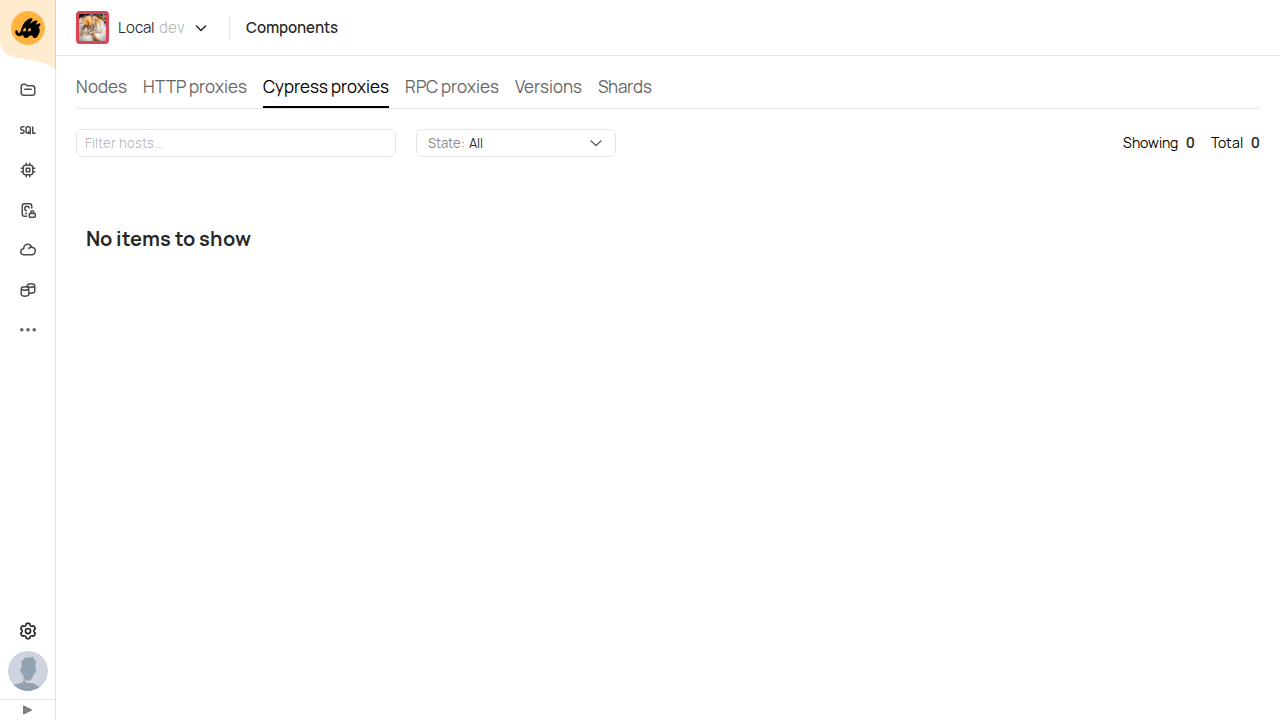 Local dev
Components
Nodes HTTP proxies Cypress proxies RPC proxies Versions Shards
Filter hosts...
State: All
Showing 0 Total 0
SQL
No items to show